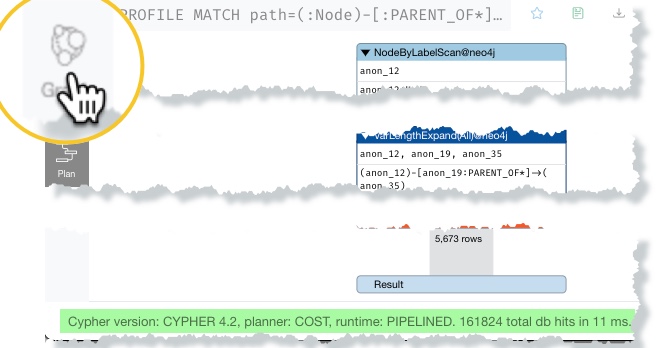 PROFILE MATCH path=(:Node)-[:PARENT_OF*]…
NodeByLabelScan@neo4j
anon_12
VarLengthExpand(All)@neo4j
anon_12, anon_19, anon_35
(anon_12)-[anon_19:PARENT_OF*]->(
anon_35)
Plan
5,673 rows
Result
Cypher version: CYPHER 4.2, planner: COST, runtime: PIPELINED. 161824 total db hits in 11 ms.